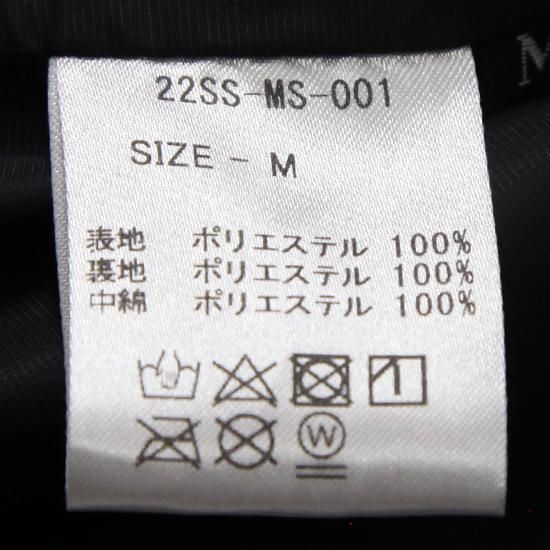 22SS-MS-001
SIZE - M
表地 ポリエステル 100%
裏地 ポリエステル 100%
中綿 ポリエステル 100%
W
M